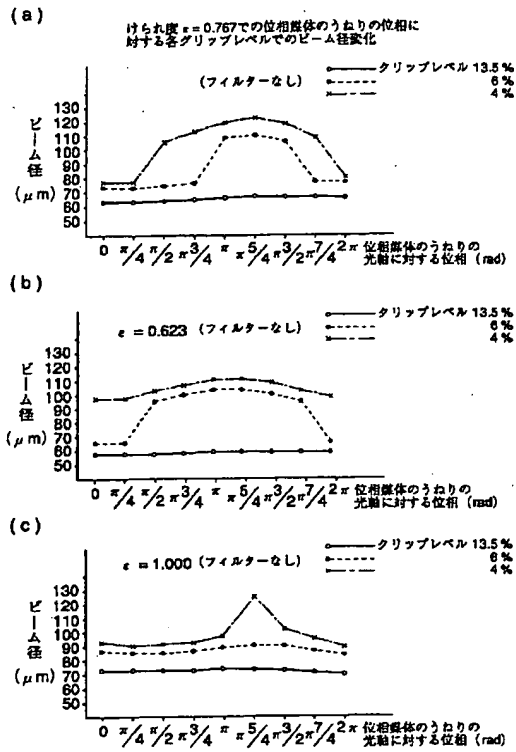 (a)
けられ度 ε = 0.767での位相媒体のうねりの位相に
対する各グリップレベルでのビーム径変化
(フィルターなし)
クリップレベル 13.5 %
6 %
4 %
ビーム径
(μm)
130
120
110
100
90
80
70
60
0 π/4 π/2 π3/4 π π5/4 π3/2 π7/4 2π
位相媒体のうねりの
光軸に対する位相 (rad)
(b)
ε = 0.623 (フィルターなし)
クリップレベル 13.5 %
6 %
4 %
ビーム径
(μm)
130
120
110
100
90
80
70
60
50
0 π/4 π/2 π3/4 π π5/4 π3/2 π7/4 2π
位相媒体のうねりの
光軸に対する位相 (rad)
(c)
ε = 1.000 (フィルターなし)
クリップレベル 13.5 %
6 %
4 %
ビーム径
(μm)
130
120
110
100
90
80
70
60
50
0 π/4 π/2 π3/4 π π5/4 π3/2 π7/4 2π
位相媒体のうねりの
光軸に対する位相 (rad)